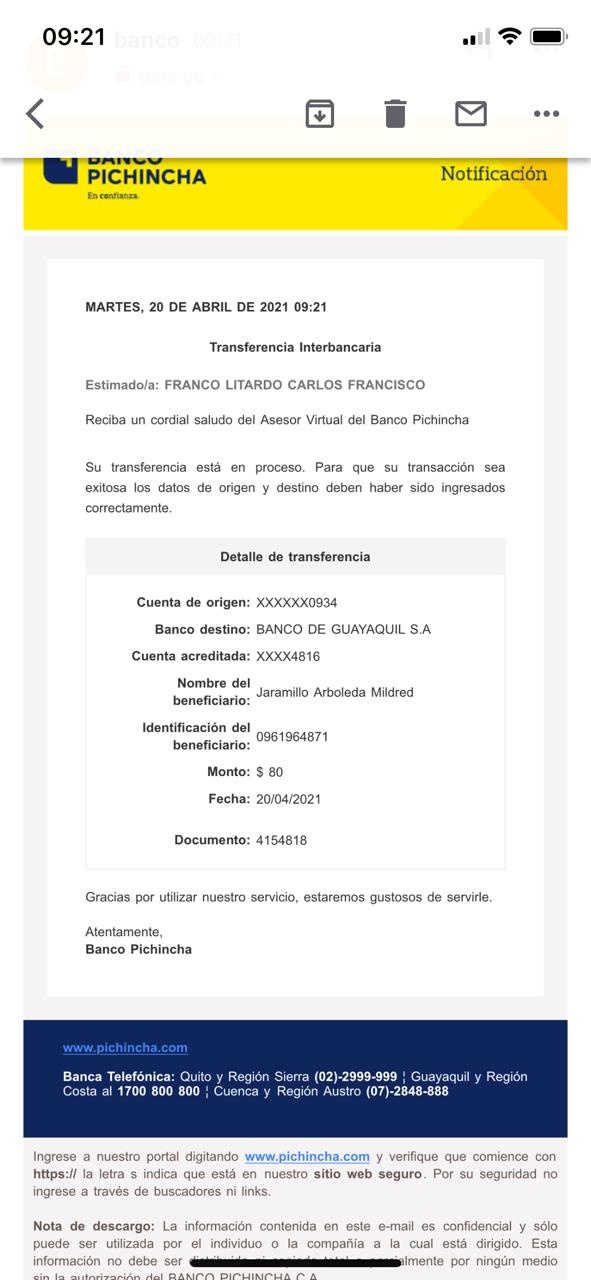 09:21
banco 09:21
para yo
BANCO
PICHINCHA
En confianza.
Notificación
MARTES, 20 DE ABRIL DE 2021 09:21
Transferencia Interbancaria
Estimado/a: FRANCO LITARDO CARLOS FRANCISCO
Reciba un cordial saludo del Asesor Virtual del Banco Pichincha
Su transferencia está en proceso. Para que su transacción sea
exitosa los datos de origen y destino deben haber sido ingresados
correctamente.
Detalle de transferencia
Cuenta de origen: XXXXXX0934
Banco destino: BANCO DE GUAYAQUIL S.A
Cuenta acreditada: XXXX4816
Nombre del
beneficiario: Jaramillo Arboleda Mildred
Identificación del
beneficiario: 0961964871
Monto: $ 80
Fecha: 20/04/2021
Documento: 4154818
Gracias por utilizar nuestro servicio, estaremos gustosos de servirle.
Atentamente,
Banco Pichincha
www.pichincha.com
Banca Telefónica: Quito y Región Sierra (02)-2999-999 ¦ Guayaquil y Región
Costa al 1700 800 800 ¦ Cuenca y Región Austro (07)-2848-888
Ingrese a nuestro portal digitando www.pichincha.com y verifique que comience con
https:// la letra s indica que está en nuestro sitio web seguro. Por su seguridad no
ingrese a través de buscadores ni links.
Nota de descargo: La información contenida en este e-mail es confidencial y sólo
puede ser utilizada por el individuo o la compañía a la cual está dirigido. Esta
información no debe ser distribuida ni copiada total o parcialmente por ningún medio
sin la autorización del BANCO PICHINCHA C.A.